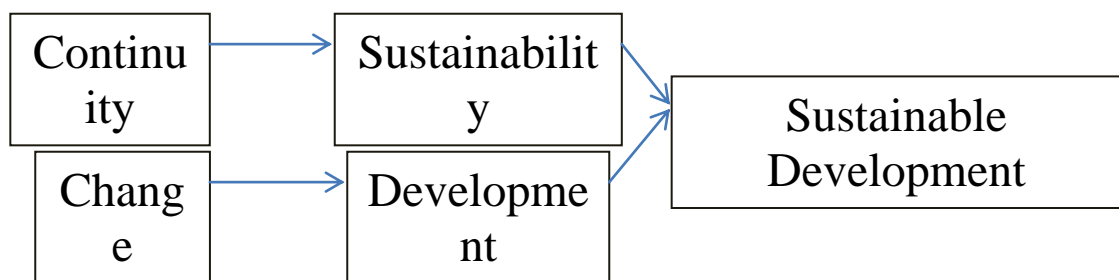 Continu
ity
Sustainabilit
y
Sustainable
Development
Chang
e
Developme
nt